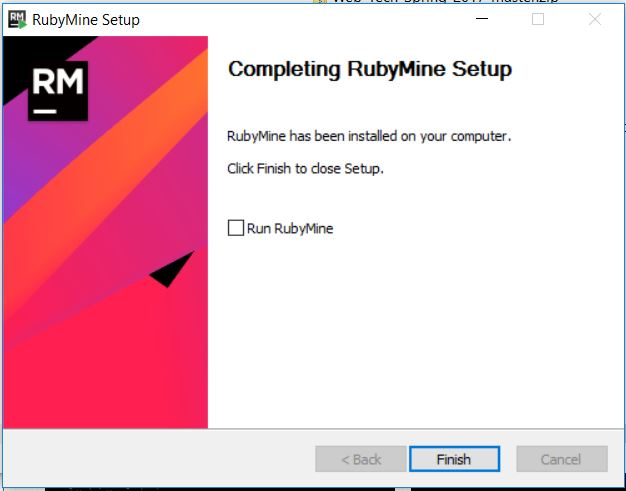 RubyMine Setup
RM
Completing RubyMine Setup
RubyMine has been installed on your computer.
Click Finish to close Setup.
Run RubyMine
< Back
Finish
Cancel